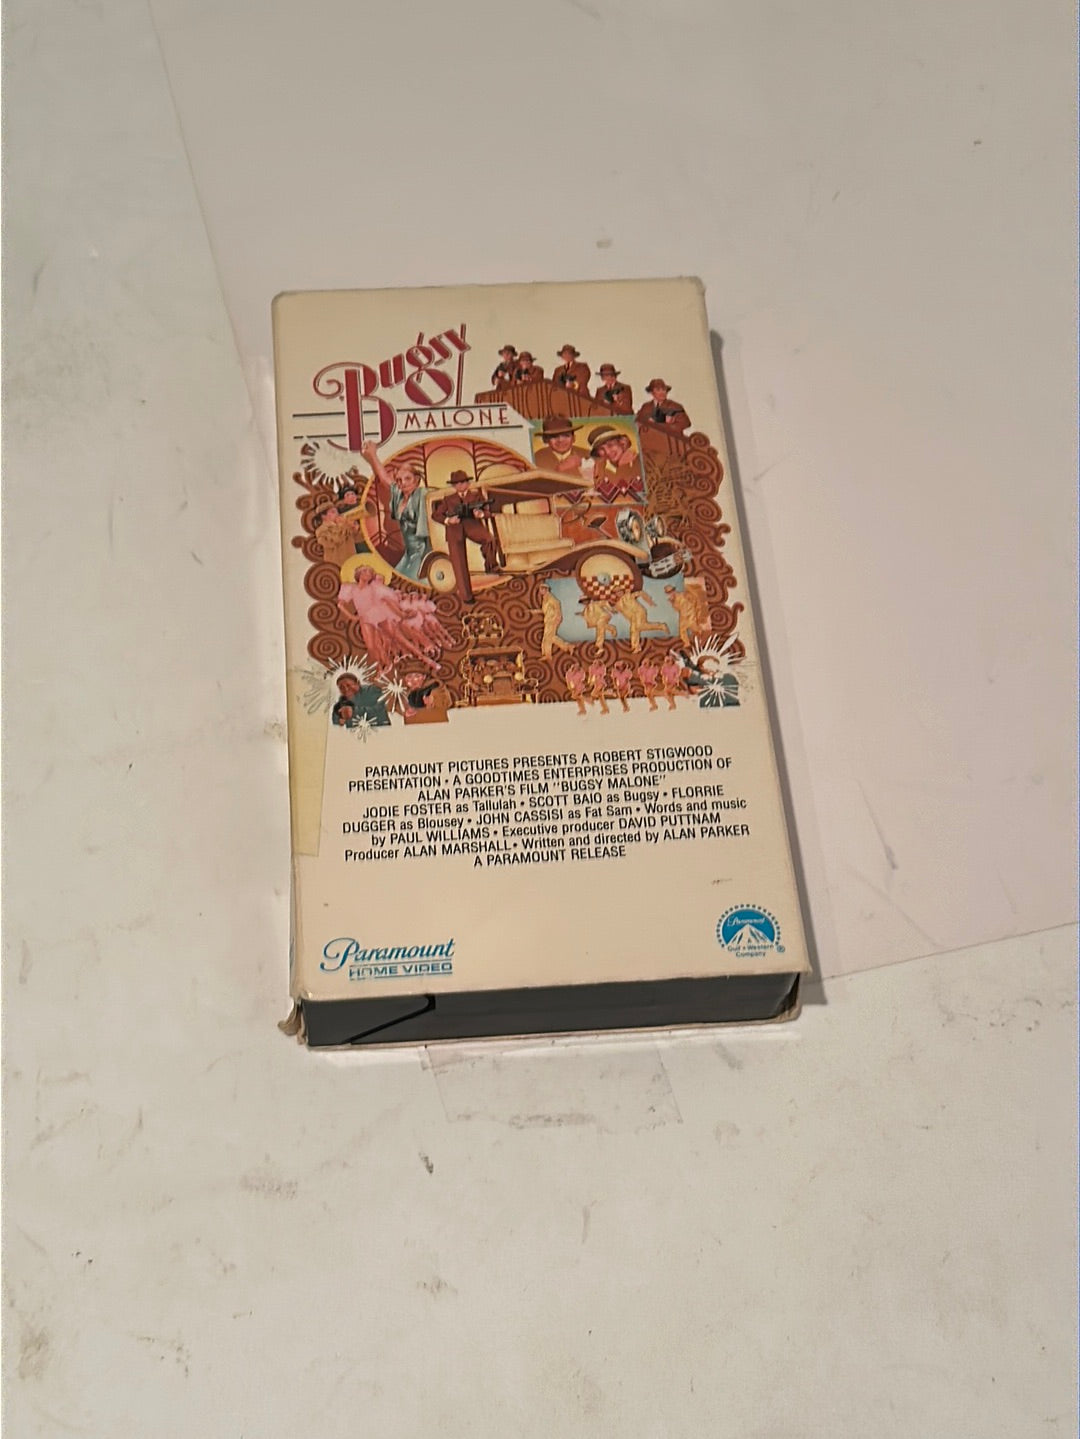 Bugsy
MALONE
PARAMOUNT PICTURES PRESENTS A ROBERT STIGWOOD
PRESENTATION • A GOODTIMES ENTERPRISES PRODUCTION OF
ALAN PARKER'S FILM "BUGSY MALONE"
JODIE FOSTER as Tallulah • SCOTT BAIO as Bugsy • FLORRIE
DUGGER as Blousey • JOHN CASSISI as Fat Sam • Words and music
by PAUL WILLIAMS • Executive producer DAVID PUTTNAM
Producer ALAN MARSHALL • Written and directed by ALAN PARKER
A PARAMOUNT RELEASE
Paramount
HOME VIDEO
Paramount
Gulf + Western
Company
®